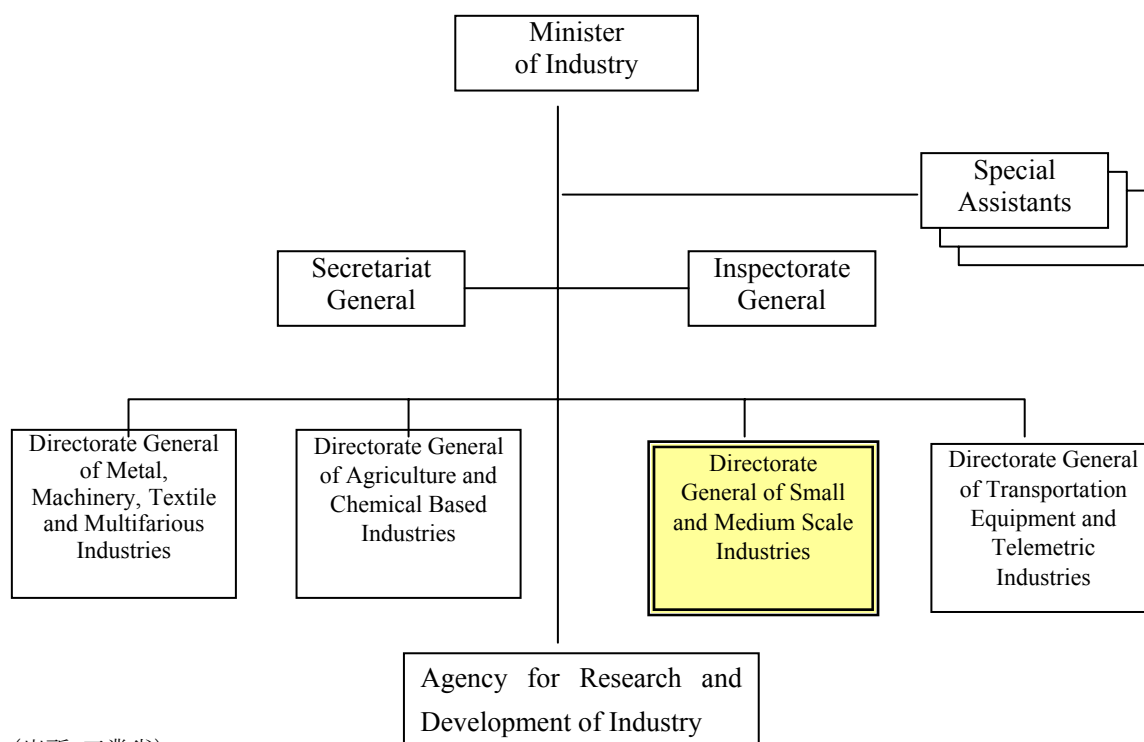 Minister
of Industry
Special
Assistants
Secretariat
General
Inspectorate
General
Directorate General
of Metal,
Machinery, Textile
and Multifarious
Industries
Directorate General
of Agriculture and
Chemical Based
Industries
Directorate
General of Small
and Medium Scale
Industries
Directorate General
of Transportation
Equipment and
Telemetric
Industries
Agency for Research and
Development of Industry